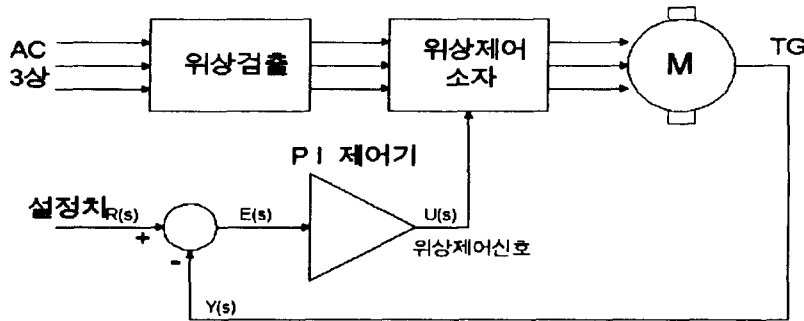 AC
3상
위상검출
위상제어
소자
M
TG
P I 제어기
설정치 R(s)
+
-
E(s)
U(s)
위상제어신호
Y(s)